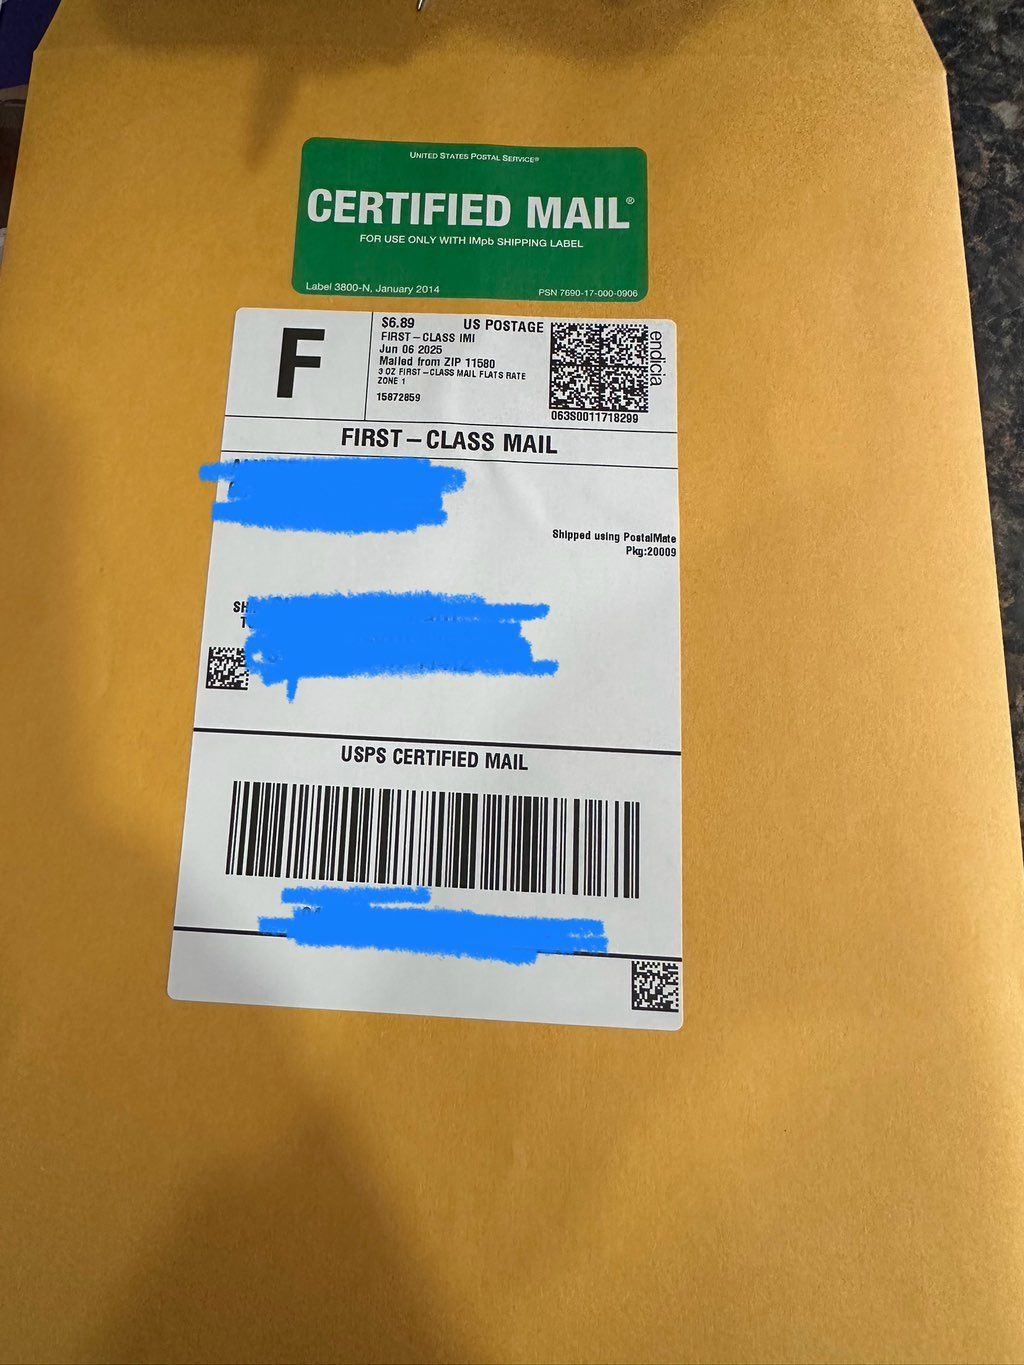 UNITED STATES POSTAL SERVICE®
CERTIFIED MAIL®
FOR USE ONLY WITH IMpb SHIPPING LABEL
Label 3800-N, January 2014
PSN 7690-17-000-0906
F
$6.89 US POSTAGE
FIRST-CLASS IMI
Jun 06 2025
Mailed from ZIP 11580
3 OZ FIRST-CLASS MAIL FLATS RATE
ZONE 1
15872859
endicia
063S0011718299
FIRST-CLASS MAIL
Shipped using PostalMate
Pkg:20009
USPS CERTIFIED MAIL